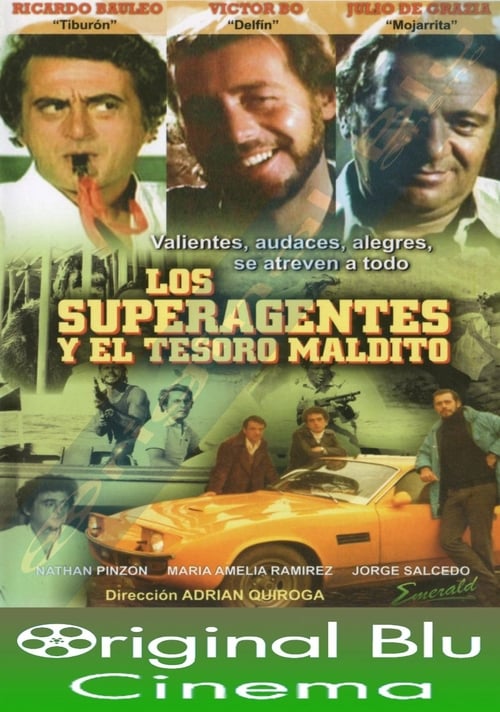 RICARDO BAULEO VICTOR BO JULIO DE GRAZIA
"Tiburón" "Delfín" "Mojarrita"
Valientes, audaces, alegres,
se atreven a todo
LOS
SUPERAGENTES
Y EL TESORO MALDITO
NATHAN PINZON MARIA AMELIA RAMIREZ JORGE SALCEDO
Dirección ADRIAN QUIROGA
Emerald
Original Blu
Cinema